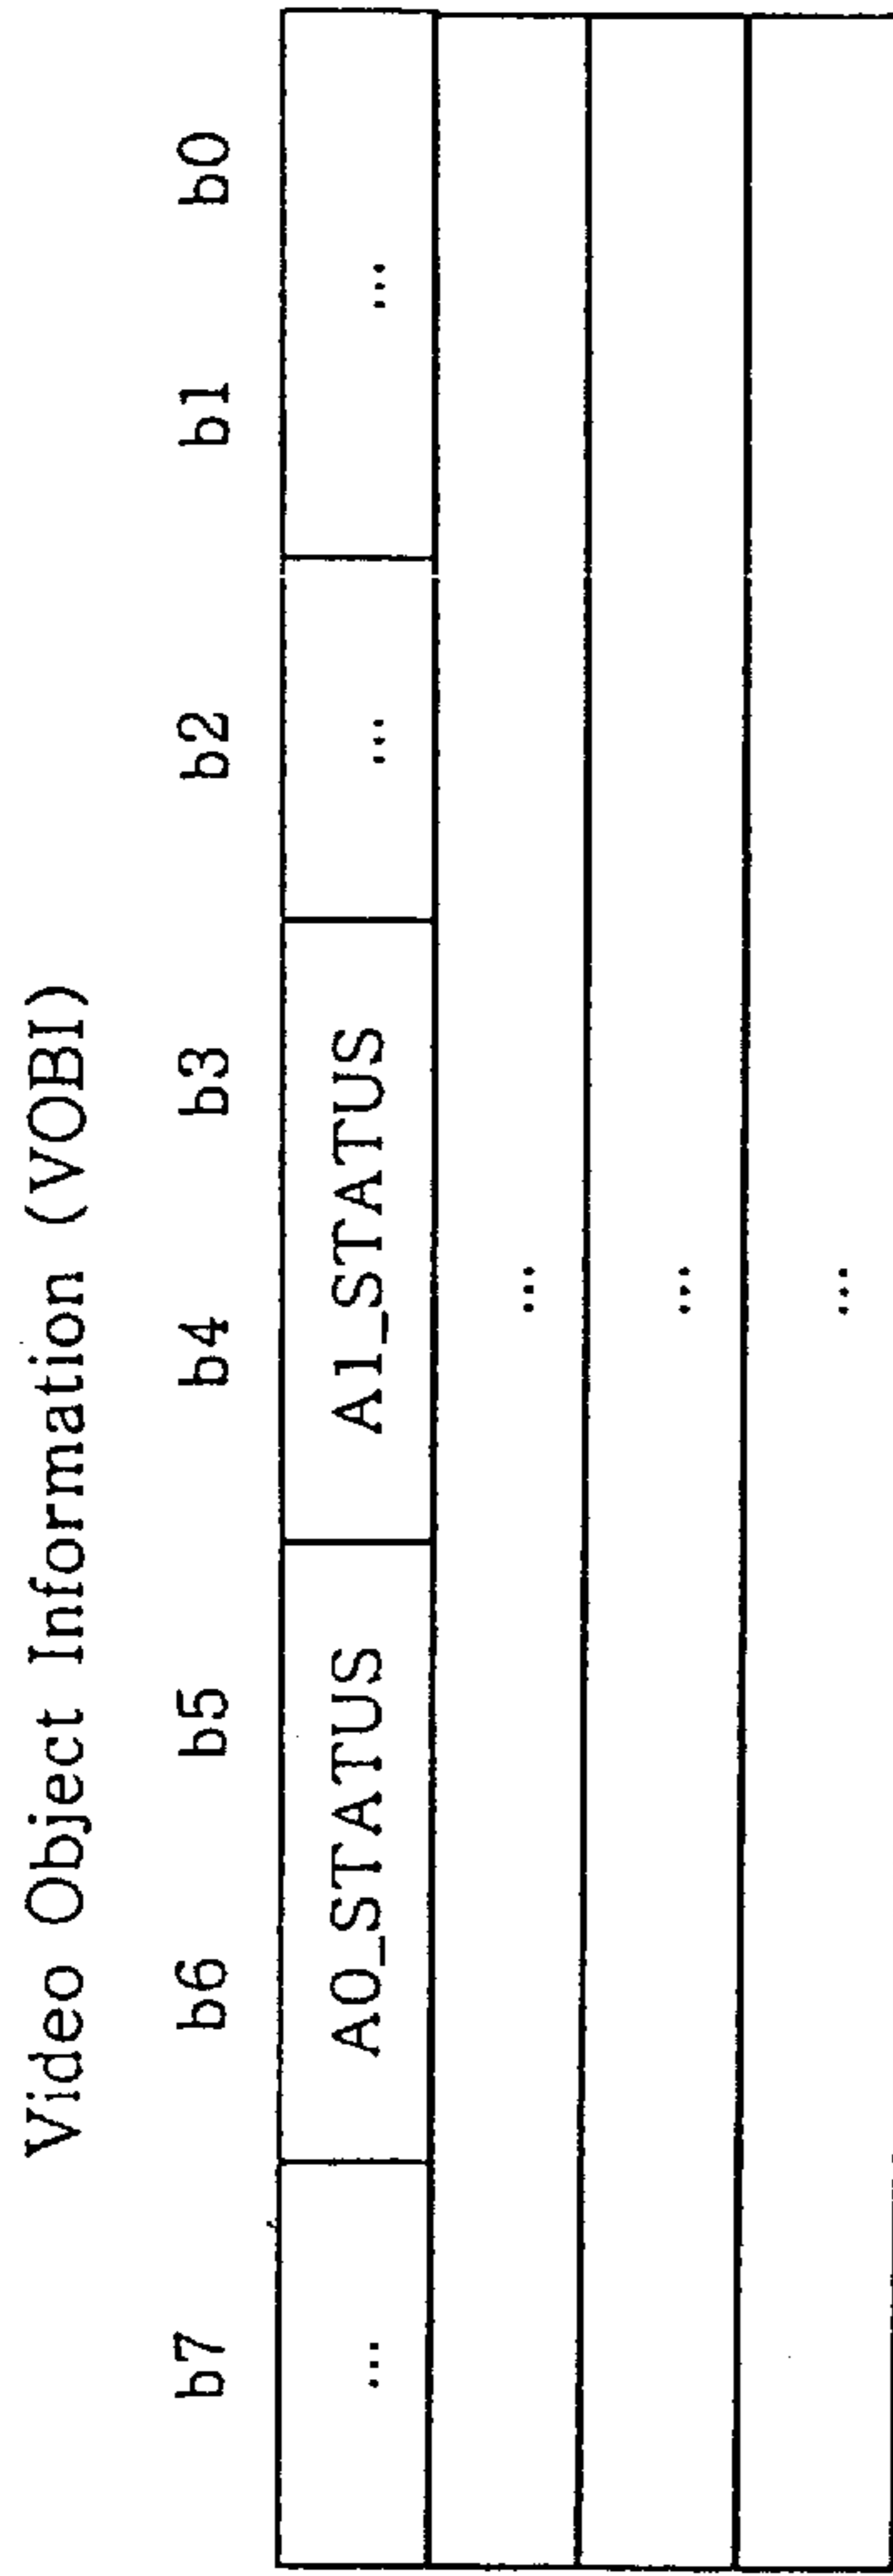 Video Object Information (VOBI)
b7 b6 b5 b4 b3 b2 b1 b0
... A0_STATUS A1_STATUS ... ...
...
...
...